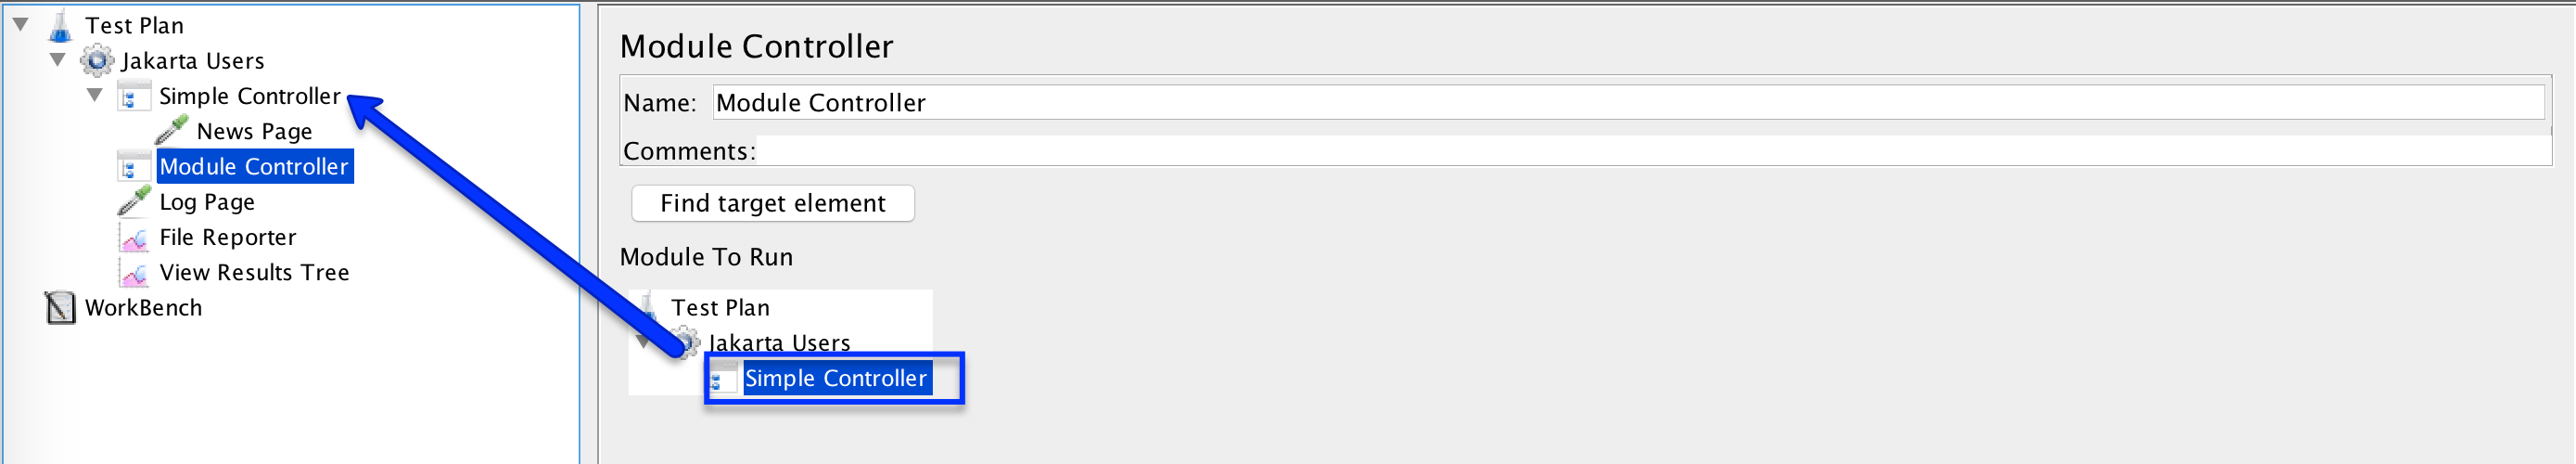 Test Plan
Jakarta Users
Simple Controller
News Page
Module Controller
Log Page
File Reporter
View Results Tree
WorkBench
Module Controller
Name: Module Controller
Comments:
Find target element
Module To Run
Test Plan
Jakarta Users
Simple Controller